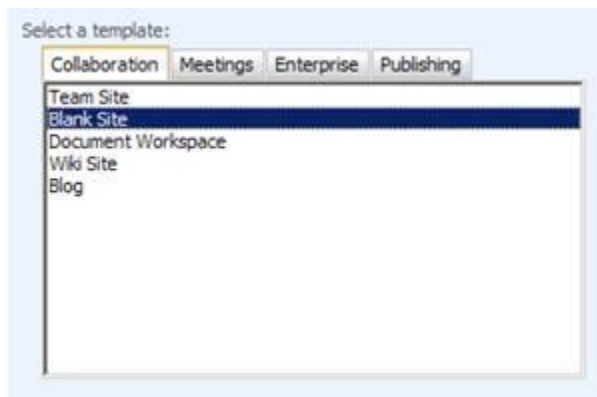 Select a template:
Collaboration Meetings Enterprise Publishing
Team Site
Blank Site
Document Workspace
Wiki Site
Blog